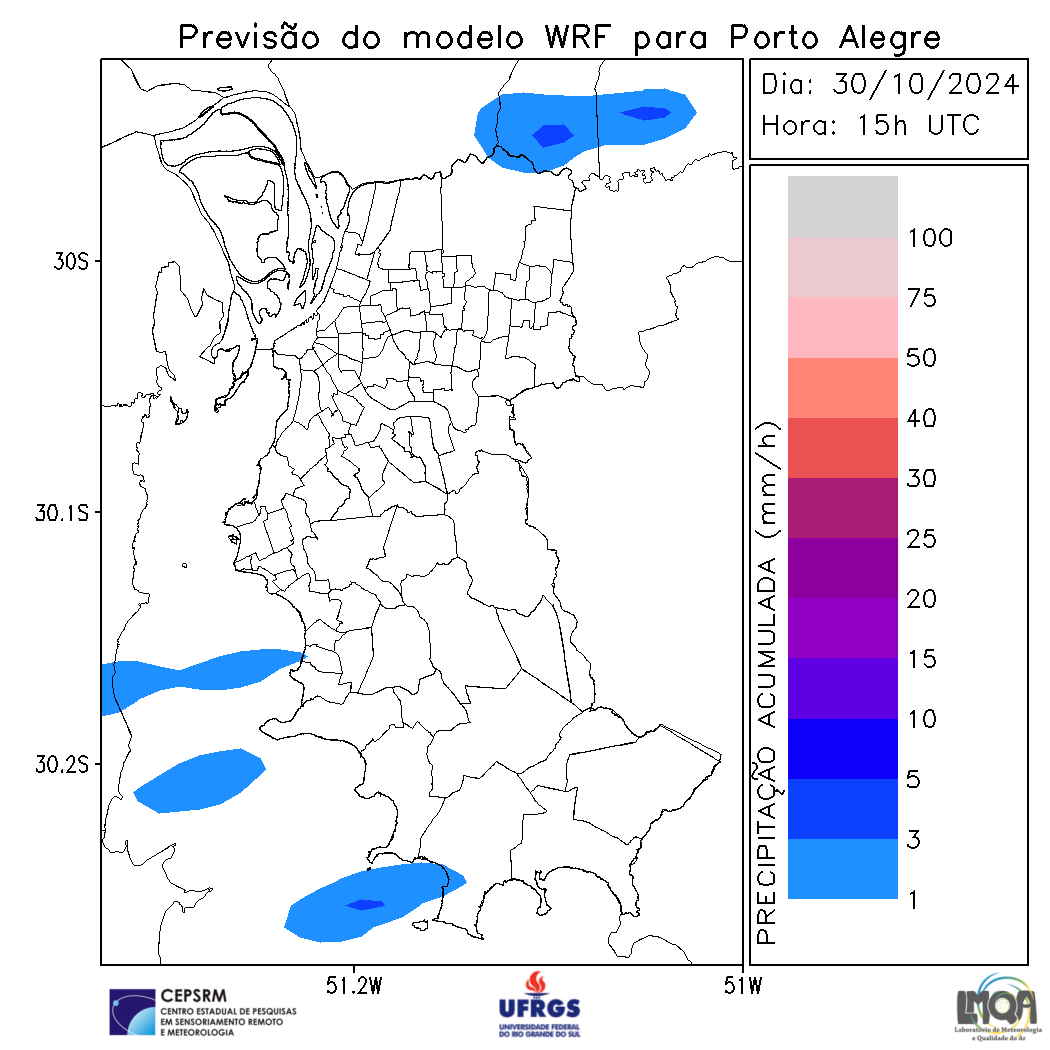 Previsão do modelo WRF para Porto Alegre
Dia: 30/10/2024
Hora: 15h UTC
30S
30.1S
30.2S
51.2W
51W
PRECIPITAÇÃO ACUMULADA (mm/h)
100
75
50
40
30
25
20
15
10
5
3
1
CEPSRM
CENTRO ESTADUAL DE PESQUISAS
EM SENSORIAMENTO REMOTO
E METEOROLOGIA
UFRGS
UNIVERSIDADE FEDERAL
DO RIO GRANDE DO SUL
LMQA
Laboratório de Meteorologia
e Qualidade do Ar